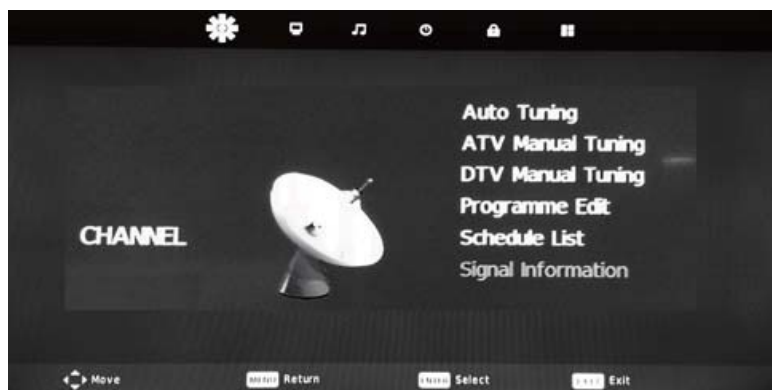 Auto Tuning
ATV Manual Tuning
DTV Manual Tuning
Programme Edit
CHANNEL
Schedule List
Signal Information
Move
MENU Return
ENTER Select
EXIT Exit